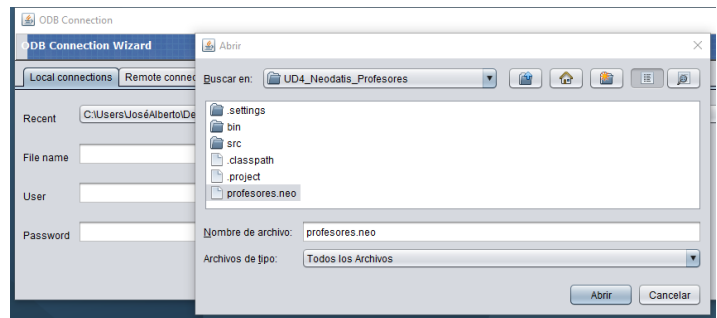 ODB Connection
ODB Connection Wizard
Local connections
Remote connec
Recent
C:\Users\JoséAlberto\De
File name
User
Password
Abrir
Buscar en:
UD4_Neodatis_Profesores
.settings
bin
src
.classpath
.project
profesores.neo
Nombre de archivo:
profesores.neo
Archivos de tipo:
Todos los Archivos
Abrir
Cancelar